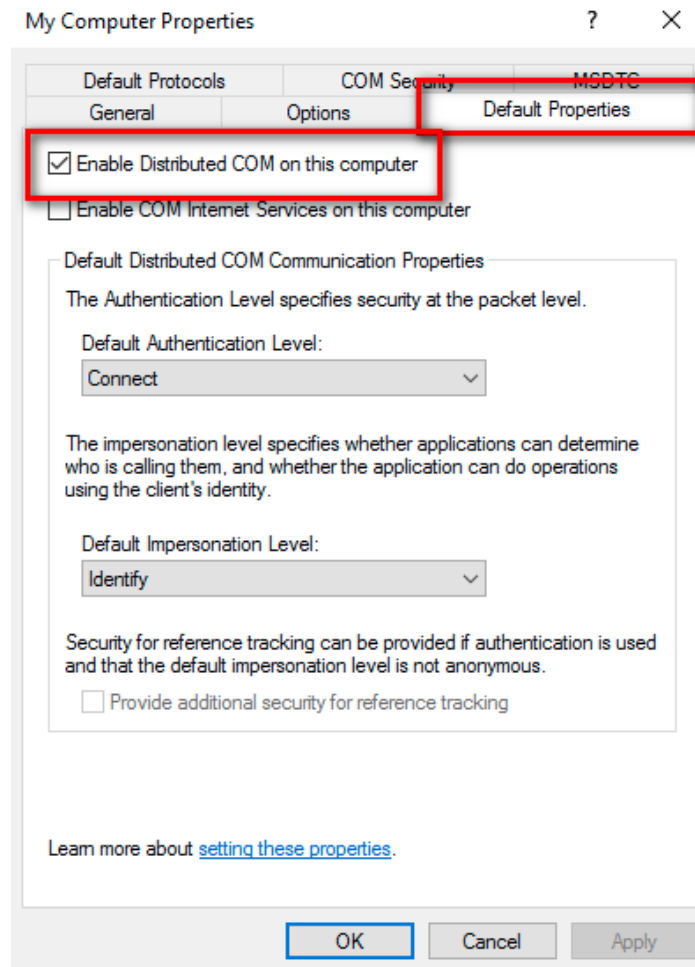 My Computer Properties
?
Default Protocols
COM Security
MSDTC
General
Options
Default Properties
Enable Distributed COM on this computer
Enable COM Internet Services on this computer
Default Distributed COM Communication Properties
The Authentication Level specifies security at the packet level.
Default Authentication Level:
Connect
The impersonation level specifies whether applications can determine
who is calling them, and whether the application can do operations
using the client's identity.
Default Impersonation Level:
Identify
Security for reference tracking can be provided if authentication is used
and that the default impersonation level is not anonymous.
Provide additional security for reference tracking
Learn more about setting these properties.
OK
Cancel
Apply